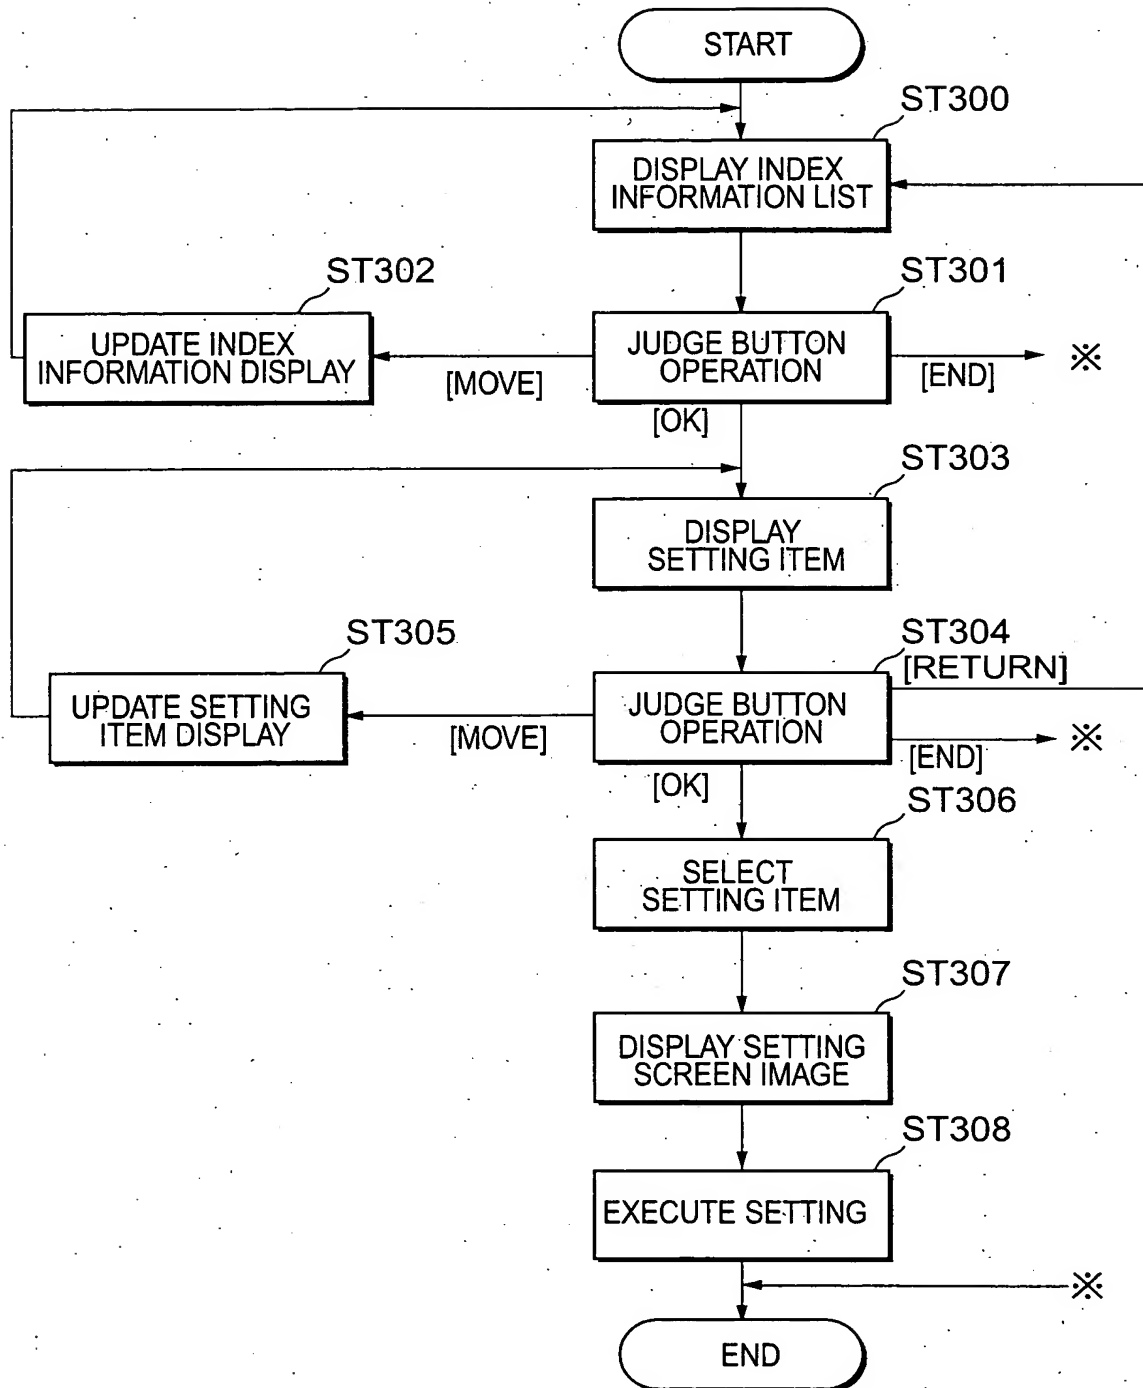 START
ST300
DISPLAY INDEX
INFORMATION LIST
ST302
ST301
UPDATE INDEX
INFORMATION DISPLAY
[MOVE]
JUDGE BUTTON
OPERATION
[END]
※
[OK]
ST303
DISPLAY
SETTING ITEM
ST305
ST304
[RETURN]
UPDATE SETTING
ITEM DISPLAY
[MOVE]
JUDGE BUTTON
OPERATION
[END]
※
[OK]
ST306
SELECT
SETTING ITEM
ST307
DISPLAY SETTING
SCREEN IMAGE
ST308
EXECUTE SETTING
※
END